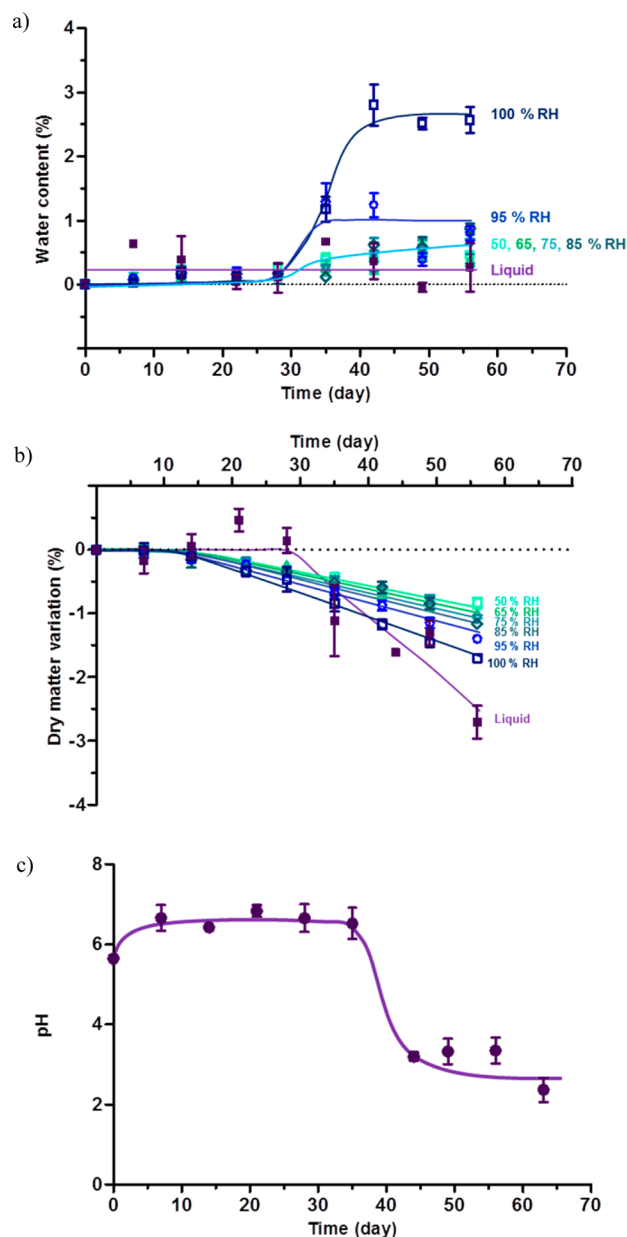 a)
4
3
2
1
0
Water content (%)
100 % RH
95 % RH
50, 65, 75, 85 % RH
Liquid
0 10 20 30 40 50 60 70
Time (day)
b)
Time (day)
10 20 30 40 50 60 70
0
-1
-2
-3
-4
Dry matter variation (%)
50 % RH
65 % RH
75 % RH
85 % RH
95 % RH
100 % RH
Liquid
c)
8
6
4
2
0
pH
0 10 20 30 40 50 60 70
Time (day)